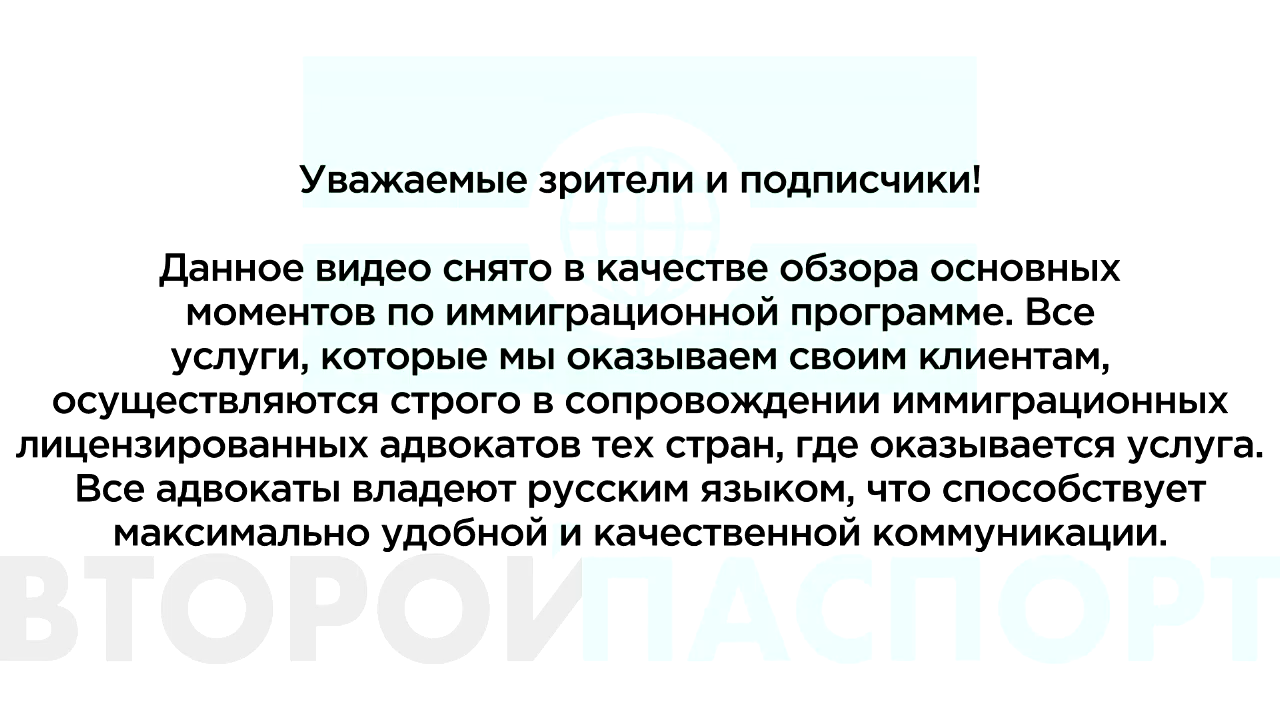 Уважаемые зрители и подписчики!
Данное видео снято в качестве обзора основных
моментов по иммиграционной программе. Все
услуги, которые мы оказываем своим клиентам,
осуществляются строго в сопровождении иммиграционных
лицензированных адвокатов тех стран, где оказывается услуга.
Все адвокаты владеют русским языком, что способствует
максимально удобной и качественной коммуникации.
ВТОРОЙ ПАСПОРТ